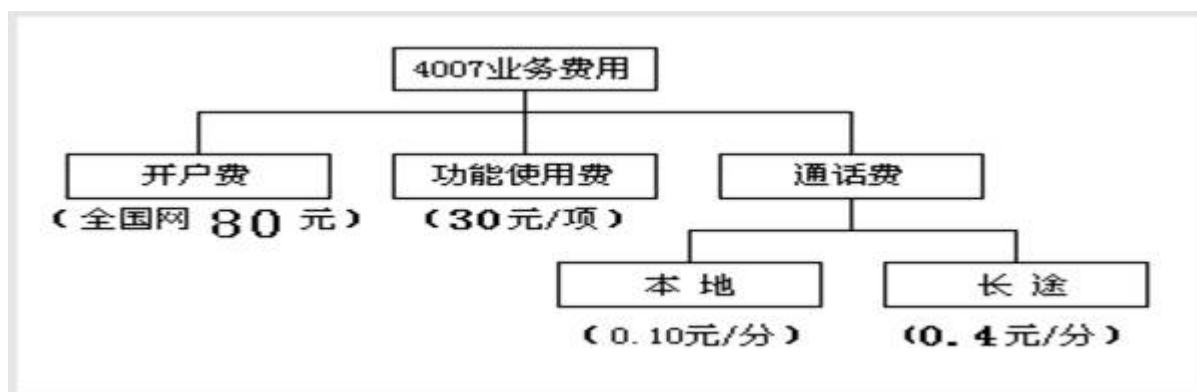 4007业务费用
开户费 功能使用费 通话费
(全国网 80 元) (30元/项)
本 地 长 途
(0.10元/分) (0.4元/分)